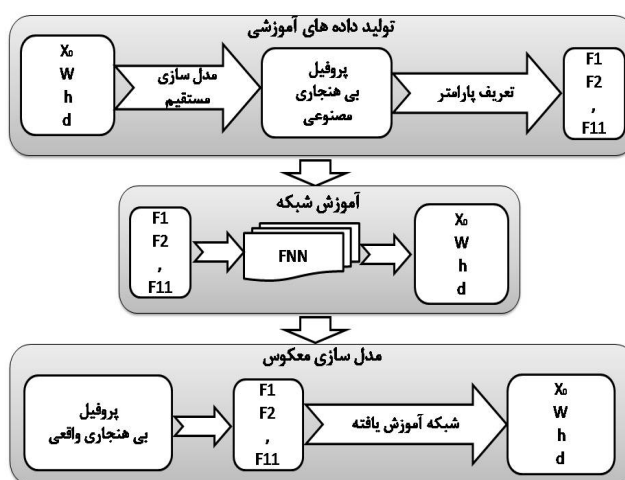 تولید داده های آموزشی
X₀
W
h
d
مدل سازی
مستقیم
پروفیل
بی هنجاری
مصنوعی
تعریف پارامتر
F1
F2
,
F11
آموزش شبکه
F1
F2
,
F11
FNN
X₀
W
h
d
مدل سازی معکوس
پروفیل
بی هنجاری واقعی
F1
F2
,
F11
شبکه آموزش یافته
X₀
W
h
d